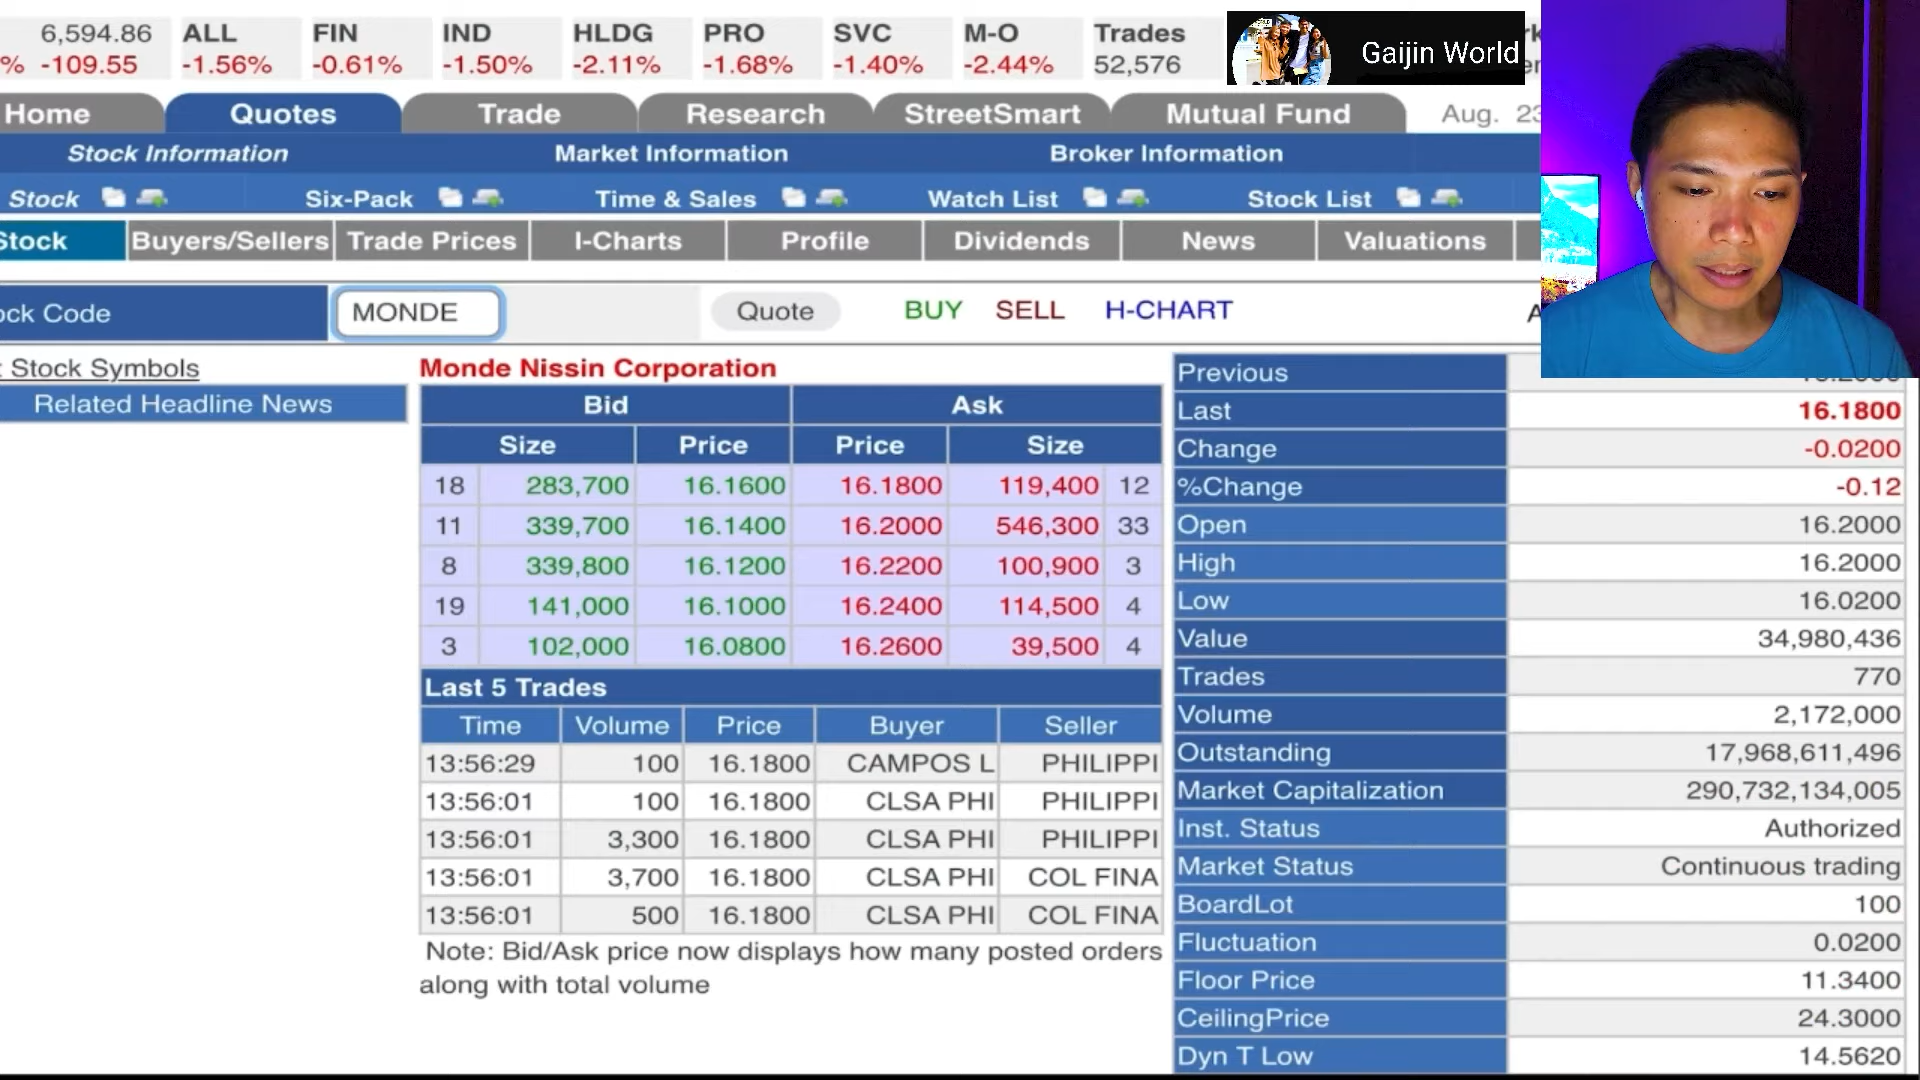 6,594.86 ALL FIN IND HLDG PRO SVC M-O Trades
% -109.55 -1.56% -0.61% -1.50% -2.11% -1.68% -1.40% -2.44% 52,576
Gaijin World
Home Quotes Trade Research StreetSmart Mutual Fund Aug. 23
Stock Information Market Information Broker Information
Stock Six-Pack Time & Sales Watch List Stock List
Stock Buyers/Sellers Trade Prices I-Charts Profile Dividends News Valuations
ock Code MONDE Quote BUY SELL H-CHART
Stock Symbols
Related Headline News
Monde Nissin Corporation
Bid Ask
Size Price Price Size
18 283,700 16.1600 16.1800 119,400 12
11 339,700 16.1400 16.2000 546,300 33
8 339,800 16.1200 16.2200 100,900 3
19 141,000 16.1000 16.2400 114,500 4
3 102,000 16.0800 16.2600 39,500 4
Last 5 Trades
Time Volume Price Buyer Seller
13:56:29 100 16.1800 CAMPOS L PHILIPPI
13:56:01 100 16.1800 CLSA PHI PHILIPPI
13:56:01 3,300 16.1800 CLSA PHI PHILIPPI
13:56:01 3,700 16.1800 CLSA PHI COL FINA
13:56:01 500 16.1800 CLSA PHI COL FINA
Note: Bid/Ask price now displays how many posted orders
along with total volume
Previous
Last 16.1800
Change -0.0200
%Change -0.12
Open 16.2000
High 16.2000
Low 16.0200
Value 34,980,436
Trades 770
Volume 2,172,000
Outstanding 17,968,611,496
Market Capitalization 290,732,134,005
Inst. Status Authorized
Market Status Continuous trading
BoardLot 100
Fluctuation 0.0200
Floor Price 11.3400
CeilingPrice 24.3000
Dyn T Low 14.5620